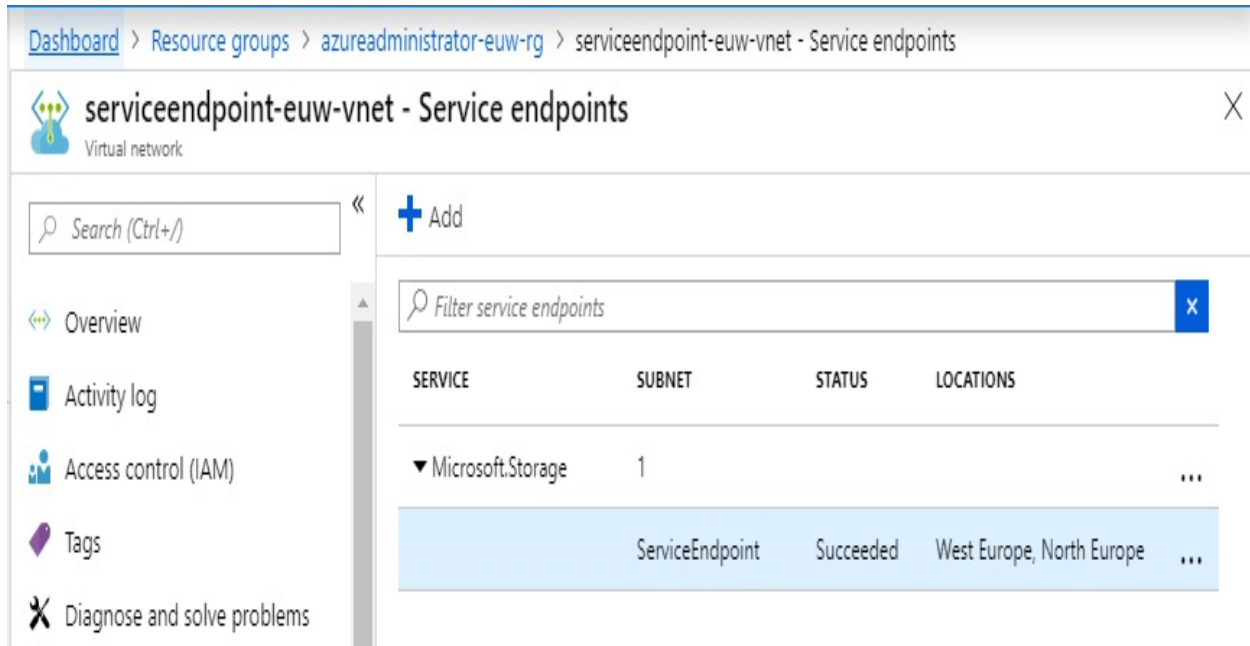 Dashboard > Resource groups > azureadministrator-euw-rg > serviceendpoint-euw-vnet - Service endpoints
serviceendpoint-euw-vnet - Service endpoints
Virtual network
Search (Ctrl+/)
Overview
Activity log
Access control (IAM)
Tags
Diagnose and solve problems
Add
Filter service endpoints
SERVICE SUBNET STATUS LOCATIONS
Microsoft.Storage 1 ...
ServiceEndpoint Succeeded West Europe, North Europe ...